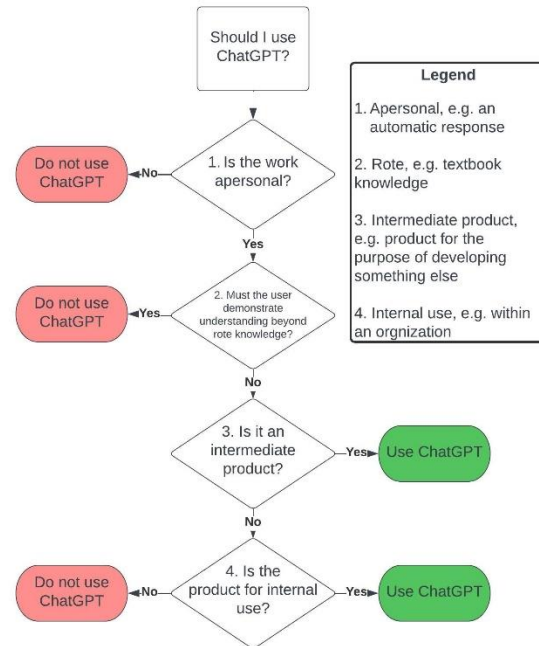 Should I use
ChatGPT?
Legend
1. Apersonal, e.g. an
automatic response
2. Rote, e.g. textbook
knowledge
3. Intermediate product,
e.g. product for the
purpose of developing
something else
4. Internal use, e.g. within
an orgnization
Do not use
ChatGPT
No
1. Is the work
apersonal?
Yes
Do not use
ChatGPT
Yes
2. Must the user
demonstrate
understanding beyond
rote knowledge?
No
3. Is it an
intermediate
product?
Yes
Use ChatGPT
No
Do not use
ChatGPT
No
4. Is the
product for internal
use?
Yes
Use ChatGPT